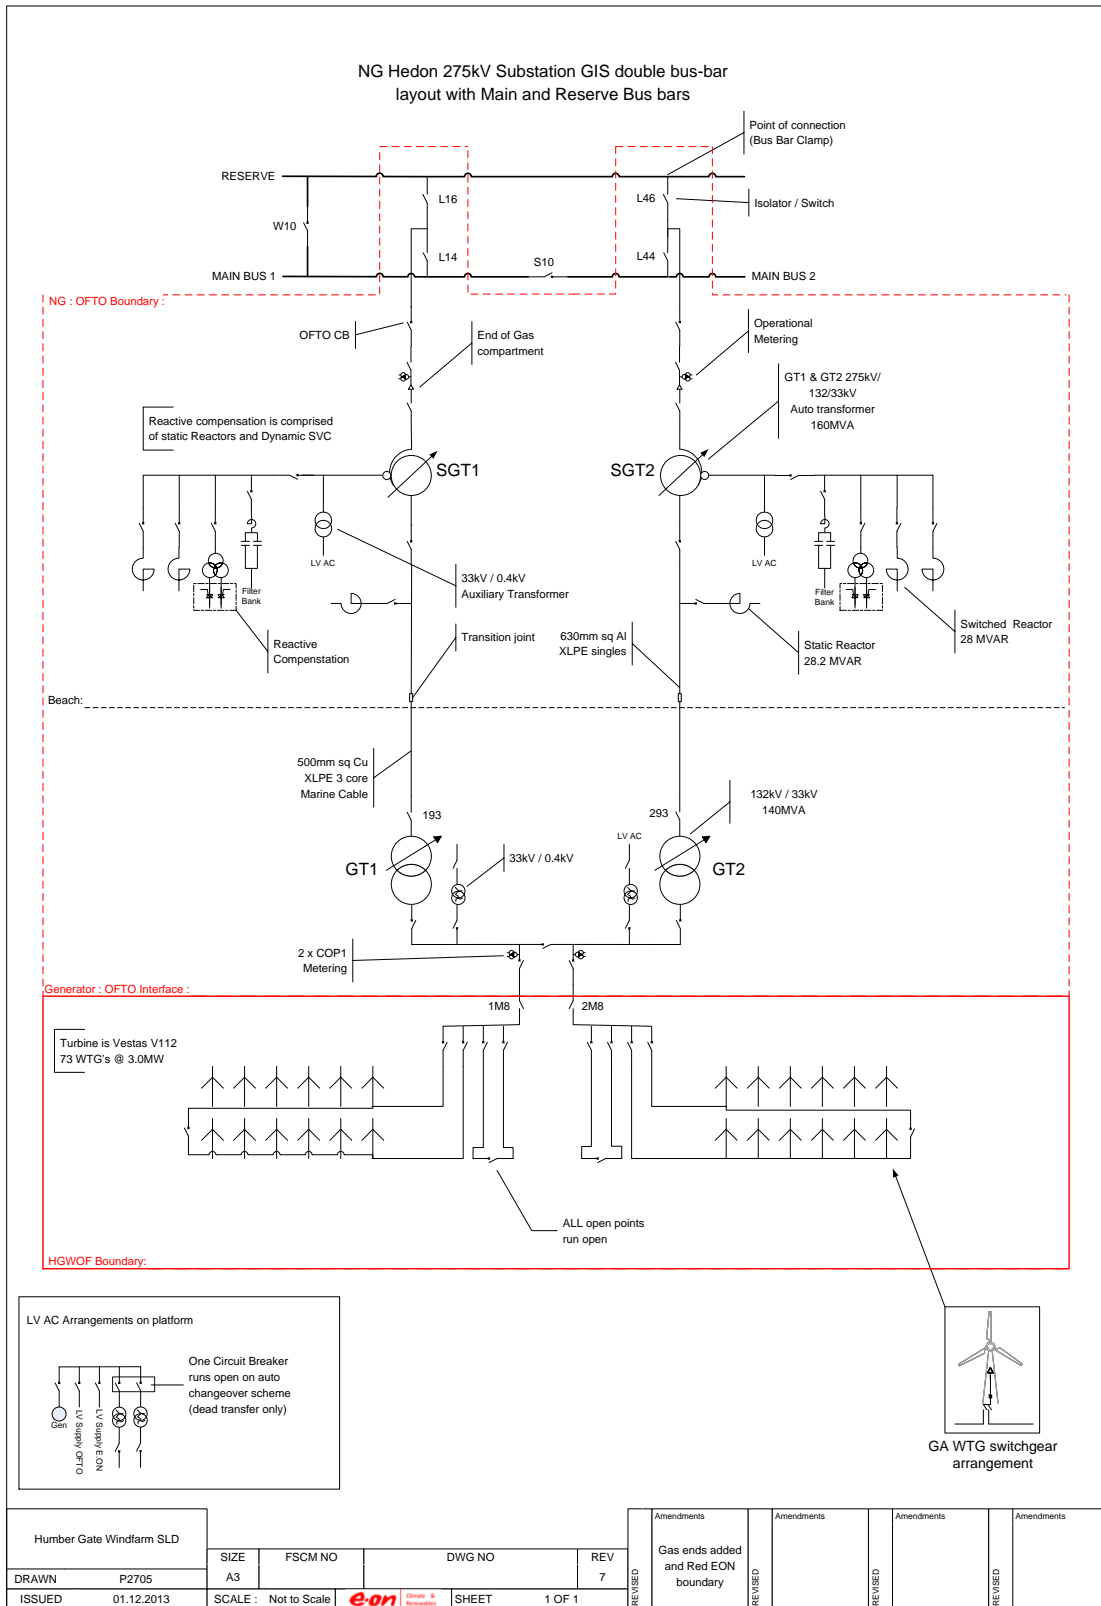 NG Hedon 275kV Substation GIS double bus-bar
layout with Main and Reserve Bus bars
Point of connection
(Bus Bar Clamp)
RESERVE
L16
L46
Isolator / Switch
W10
L14
S10
L44
MAIN BUS 1
MAIN BUS 2
NG : OFTO Boundary :
OFTO CB
End of Gas
compartment
Operational
Metering
GT1 & GT2 275kV/
132/33kV
Auto transformer
160MVA
Reactive compensation is comprised
of static Reactors and Dynamic SVC
SGT1
SGT2
LV AC
LV AC
Filter
Bank
Filter
Bank
33kV / 0.4kV
Auxiliary Transformer
Reactive
Compenstation
Transition joint
630mm sq Al
XLPE singles
Static Reactor
28.2 MVAR
Switched Reactor
28 MVAR
Beach:
500mm sq Cu
XLPE 3 core
Marine Cable
193
293
132kV / 33kV
140MVA
LV AC
GT1
33kV / 0.4kV
GT2
2 x COP1
Metering
Generator : OFTO Interface :
1M8
2M8
Turbine is Vestas V112
73 WTG's @ 3.0MW
ALL open points
run open
HGWOF Boundary:
LV AC Arrangements on platform
One Circuit Breaker
runs open on auto
changeover scheme
(dead transfer only)
Gen
LV Supply OFTO
LV Supply E.ON
GA WTG switchgear
arrangement
Humber Gate Windfarm SLD
DRAWN P2705
ISSUED 01.12.2013
SIZE FSCM NO DWG NO REV
A3 7
SCALE : Not to Scale e·on Climate & Renewables SHEET 1 OF 1
REVISED
Amendments
Gas ends added
and Red EON
boundary
REVISED
Amendments
REVISED
Amendments
REVISED
Amendments